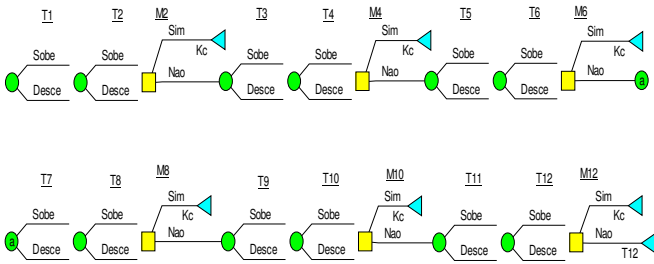 T1 T2 M2 T3 T4 M4 T5 T6 M6
Sim Sim Sim
Sobe Sobe Kc Sobe Sobe Kc Sobe Sobe Kc
Nao Nao Nao
Desce Desce Desce Desce Desce Desce a
T7 T8 M8 T9 T10 M10 T11 T12 M12
Sim Sim Sim
Sobe Sobe Kc Sobe Sobe Kc Sobe Sobe Kc
Nao Nao Nao
a Desce Desce Desce Desce Desce Desce T12